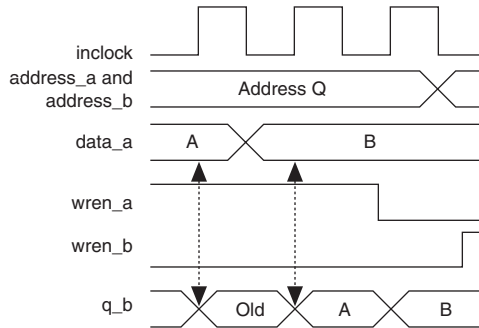 inclock
address_a and
address_b
Address Q
data_a
A
B
wren_a
wren_b
q_b
Old
A
B